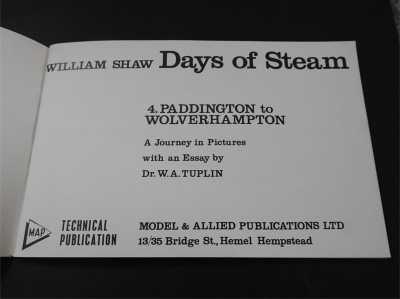 WILLIAM SHAW Days of Steam
4. PADDINGTON to
WOLVERHAMPTON
A Journey in Pictures
with an Essay by
Dr. W. A. TUPLIN
MAP
TECHNICAL
PUBLICATION
MODEL & ALLIED PUBLICATIONS LTD
13/35 Bridge St., Hemel Hempstead